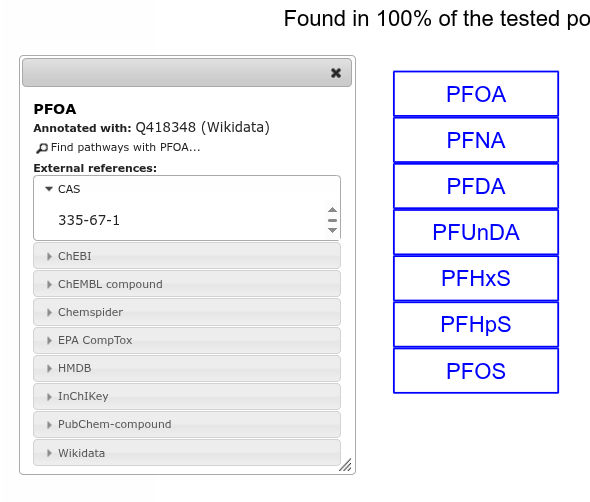 Found in 100% of the tested po
PFOA
Annotated with: Q418348 (Wikidata)
Find pathways with PFOA...
External references:
CAS
335-67-1
ChEBI
ChEMBL compound
Chemspider
EPA CompTox
HMDB
InChIKey
PubChem-compound
Wikidata
PFOA
PFNA
PFDA
PFUnDA
PFHxS
PFHpS
PFOS